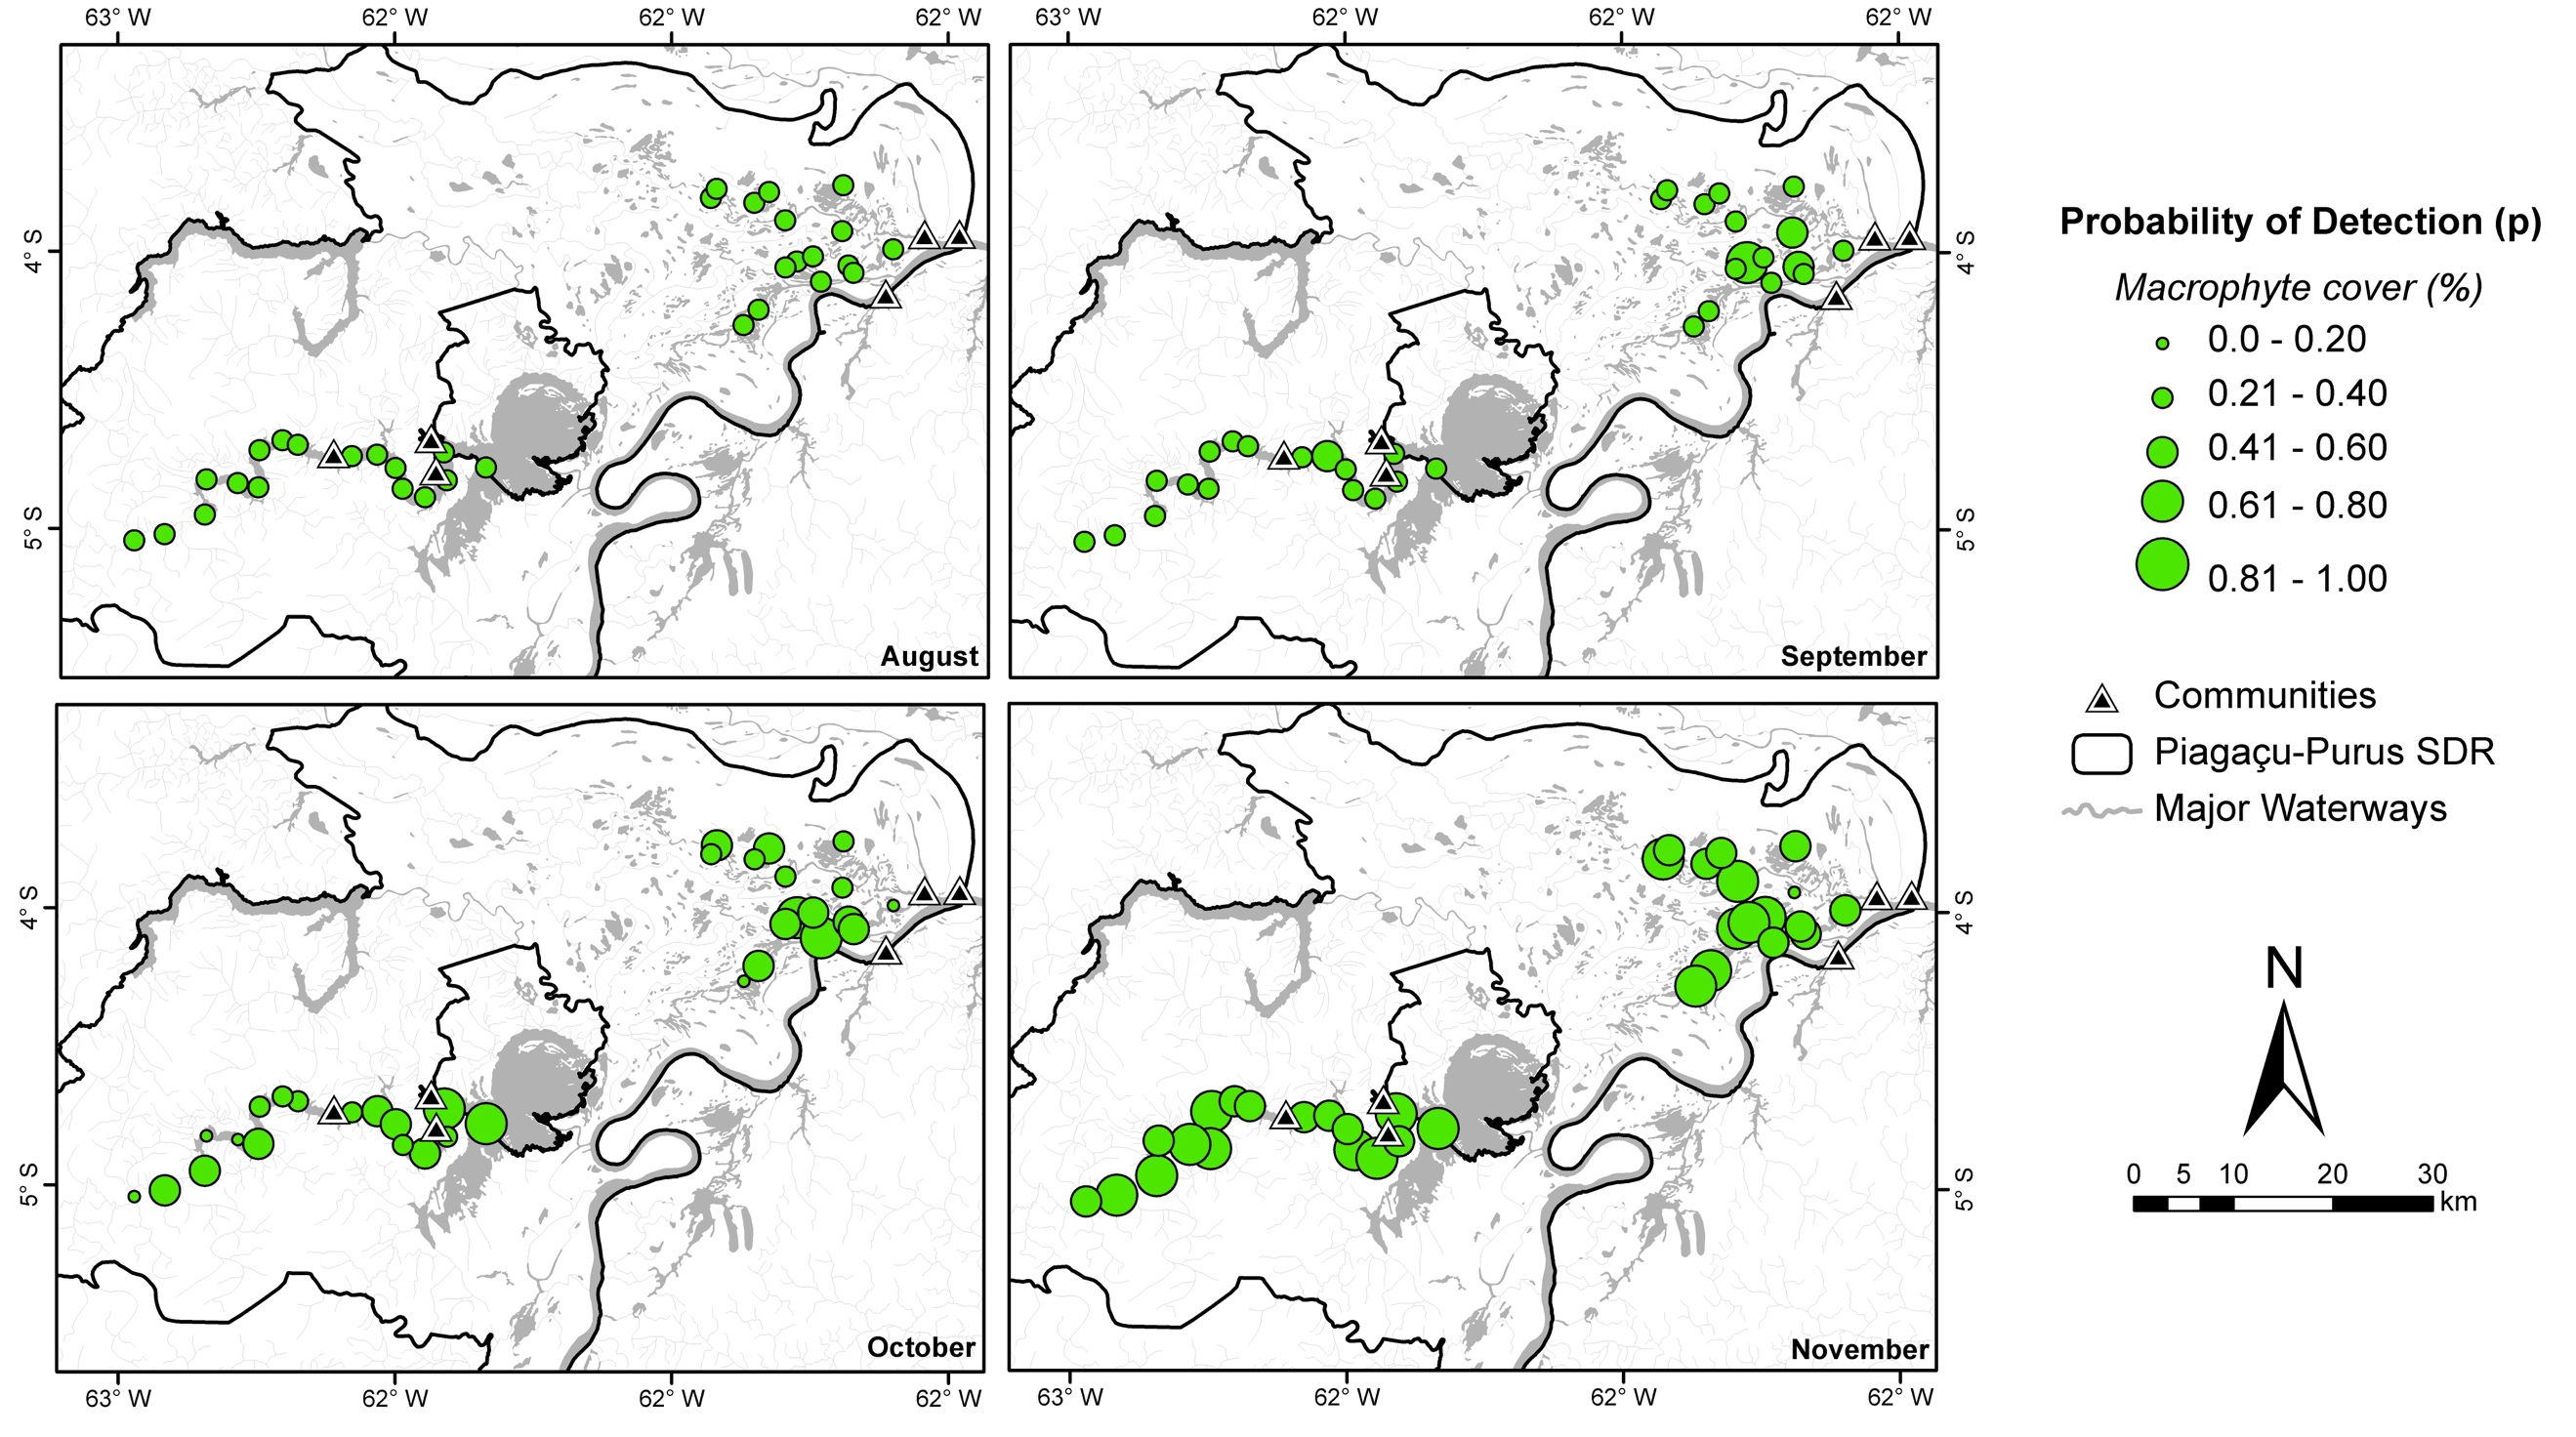 63° W 62° W 62° W 62° W 63° W 62° W 62° W 62° W
4° S
5° S
August
4° S
5° S
September
4° S
5° S
October
4° S
5° S
November
63° W 62° W 62° W 62° W 63° W 62° W 62° W 62° W
Probability of Detection (p)
Macrophyte cover (%)
0.0 - 0.20
0.21 - 0.40
0.41 - 0.60
0.61 - 0.80
0.81 - 1.00
Communities
Piagaçu-Purus SDR
Major Waterways
N
0 5 10 20 30
km